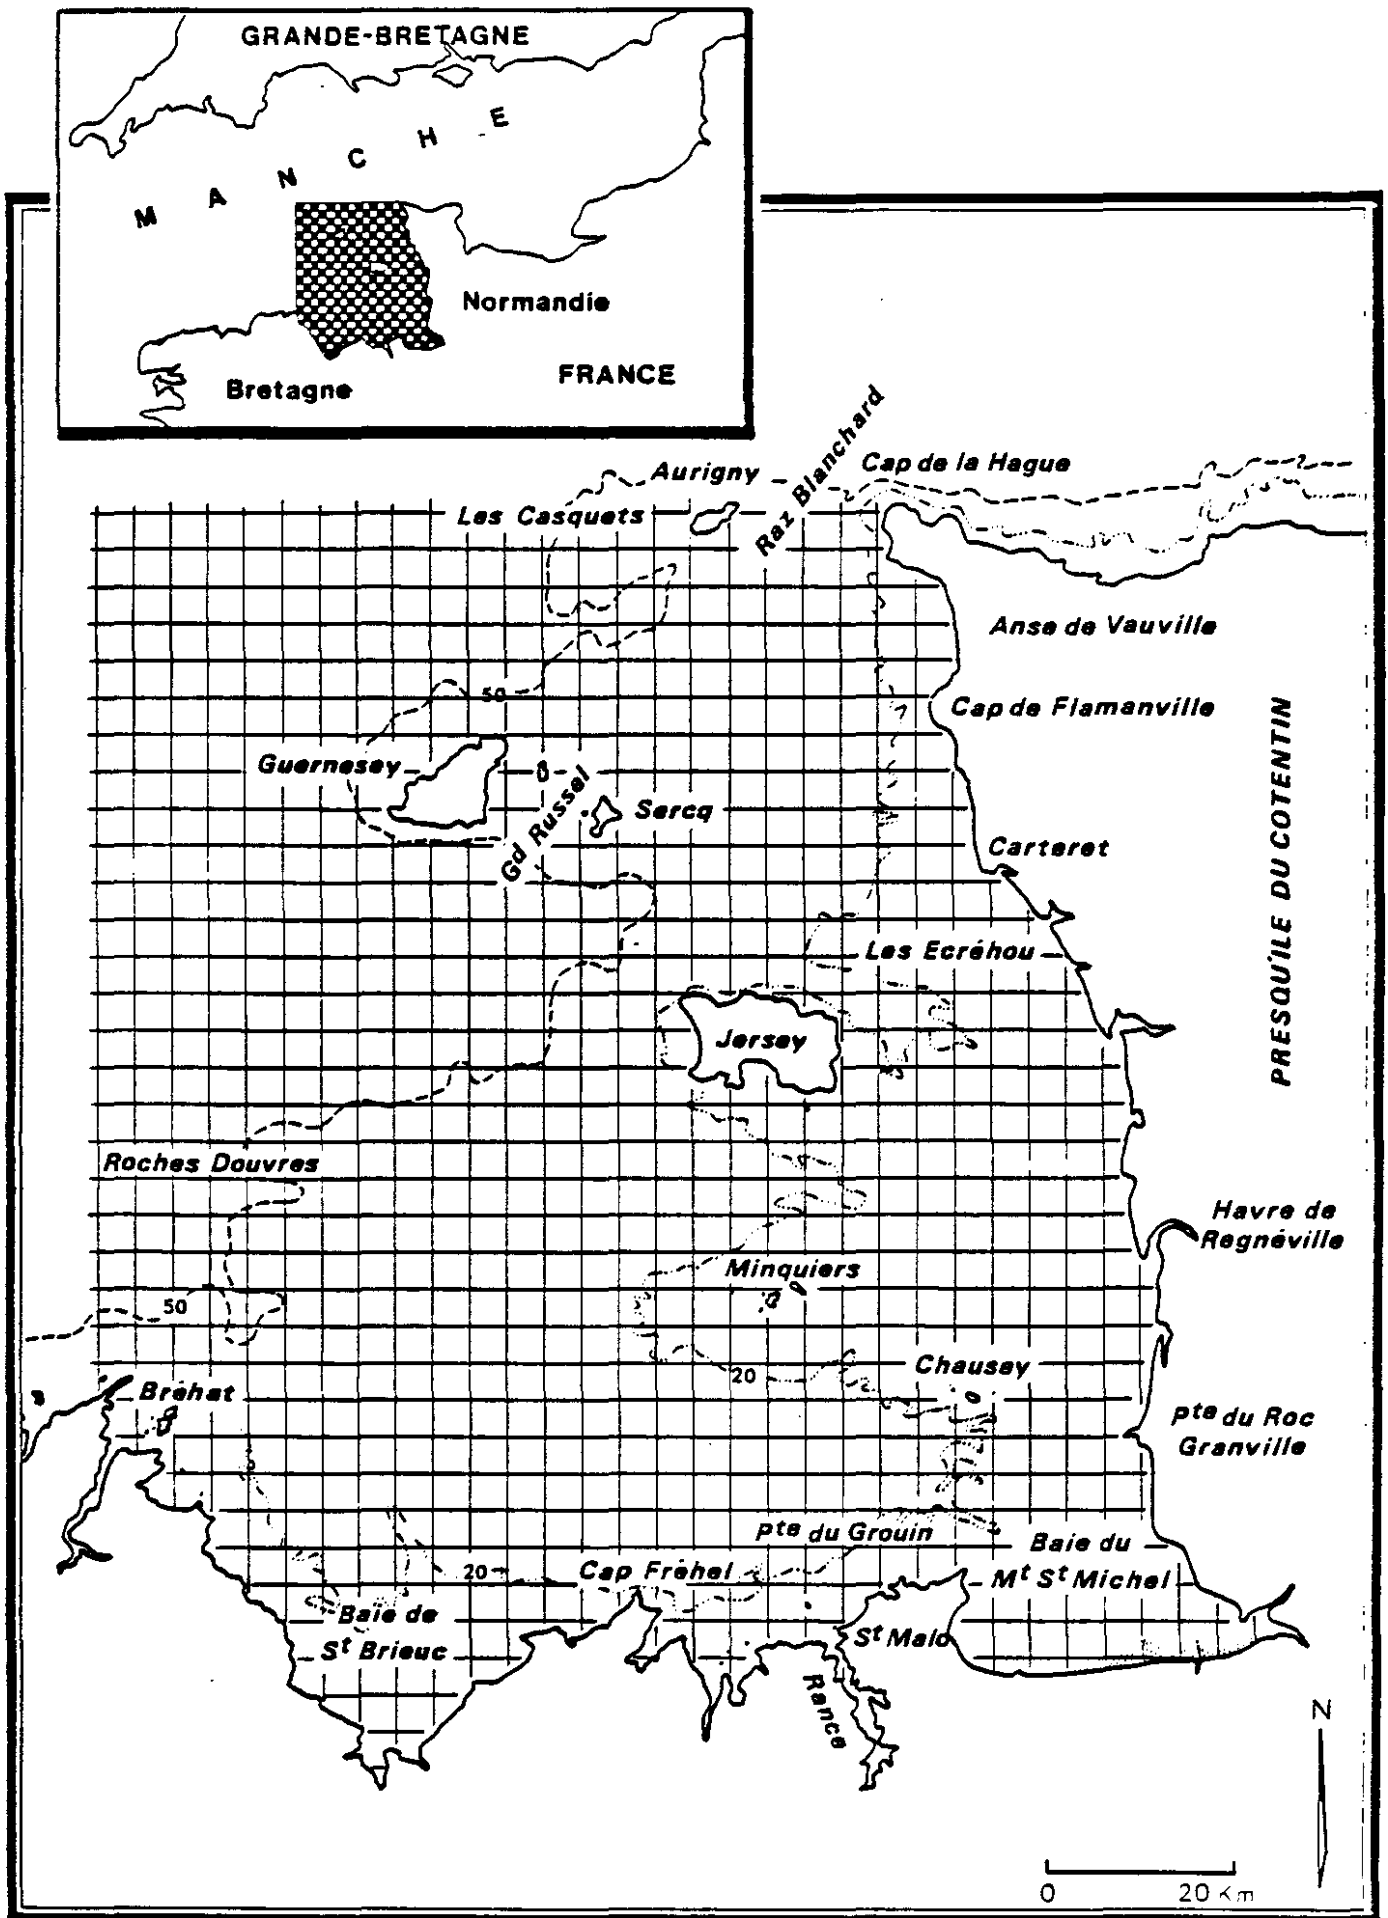 GRANDE-BRETAGNE
M A N C H E
Normandie
Bretagne
FRANCE
Raz Blanchard
Aurigny
Cap de la Hague
Les Casquets
Anse de Vauville
50
Cap de Flamanville
PRESQU'ILE DU COTENTIN
Guernesey
Gd Russel
Sercq
Carteret
Les Ecréhou
Jersey
Roches Douvres
Havre de
Regnéville
Minquiers
50
Chausey
20
Bréhat
Pte du Roc
Granville
Pte du Grouin
Baie du
Mt St Michel
Cap Fréhel
20
Baie de
St Brieuc
St Malo
Rance
N
0 20 Km